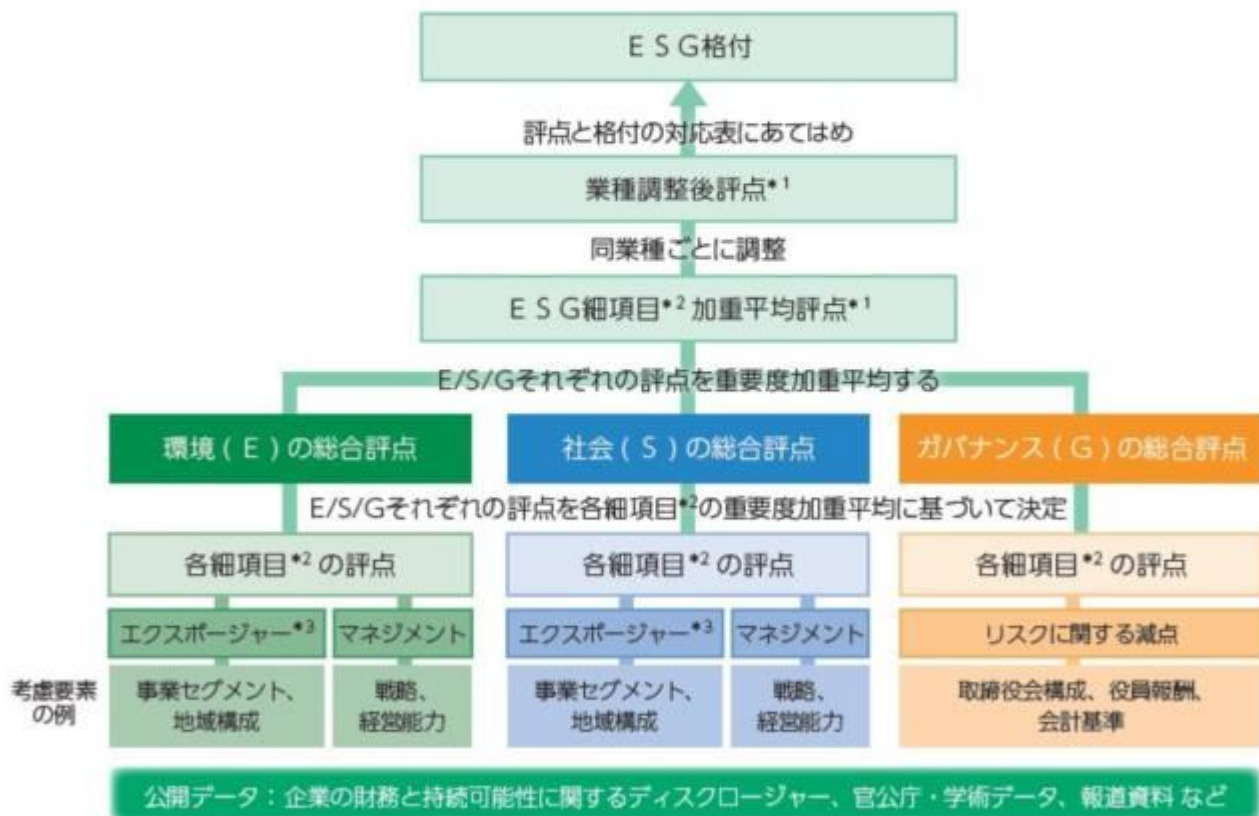 ＥＳＧ格付
評点と格付の対応表にあてはめ
業種調整後評点*1
同業種ごとに調整
ＥＳＧ細項目*2 加重平均評点*1
E/S/Gそれぞれの評点を重要度加重平均する
環境(Ｅ)の総合評点
社会(Ｓ)の総合評点
ガバナンス(Ｇ)の総合評点
E/S/Gそれぞれの評点を各細項目*2の重要度加重平均に基づいて決定
各細項目*2 の評点
各細項目*2 の評点
各細項目*2 の評点
エクスポージャー*3
マネジメント
エクスポージャー*3
マネジメント
リスクに関する減点
考慮要素
の例
事業セグメント、
地域構成
戦略、
経営能力
事業セグメント、
地域構成
戦略、
経営能力
取締役会構成、役員報酬、
会計基準
公開データ：企業の財務と持続可能性に関するディスクロージャー、官公庁・学術データ、報道資料 など